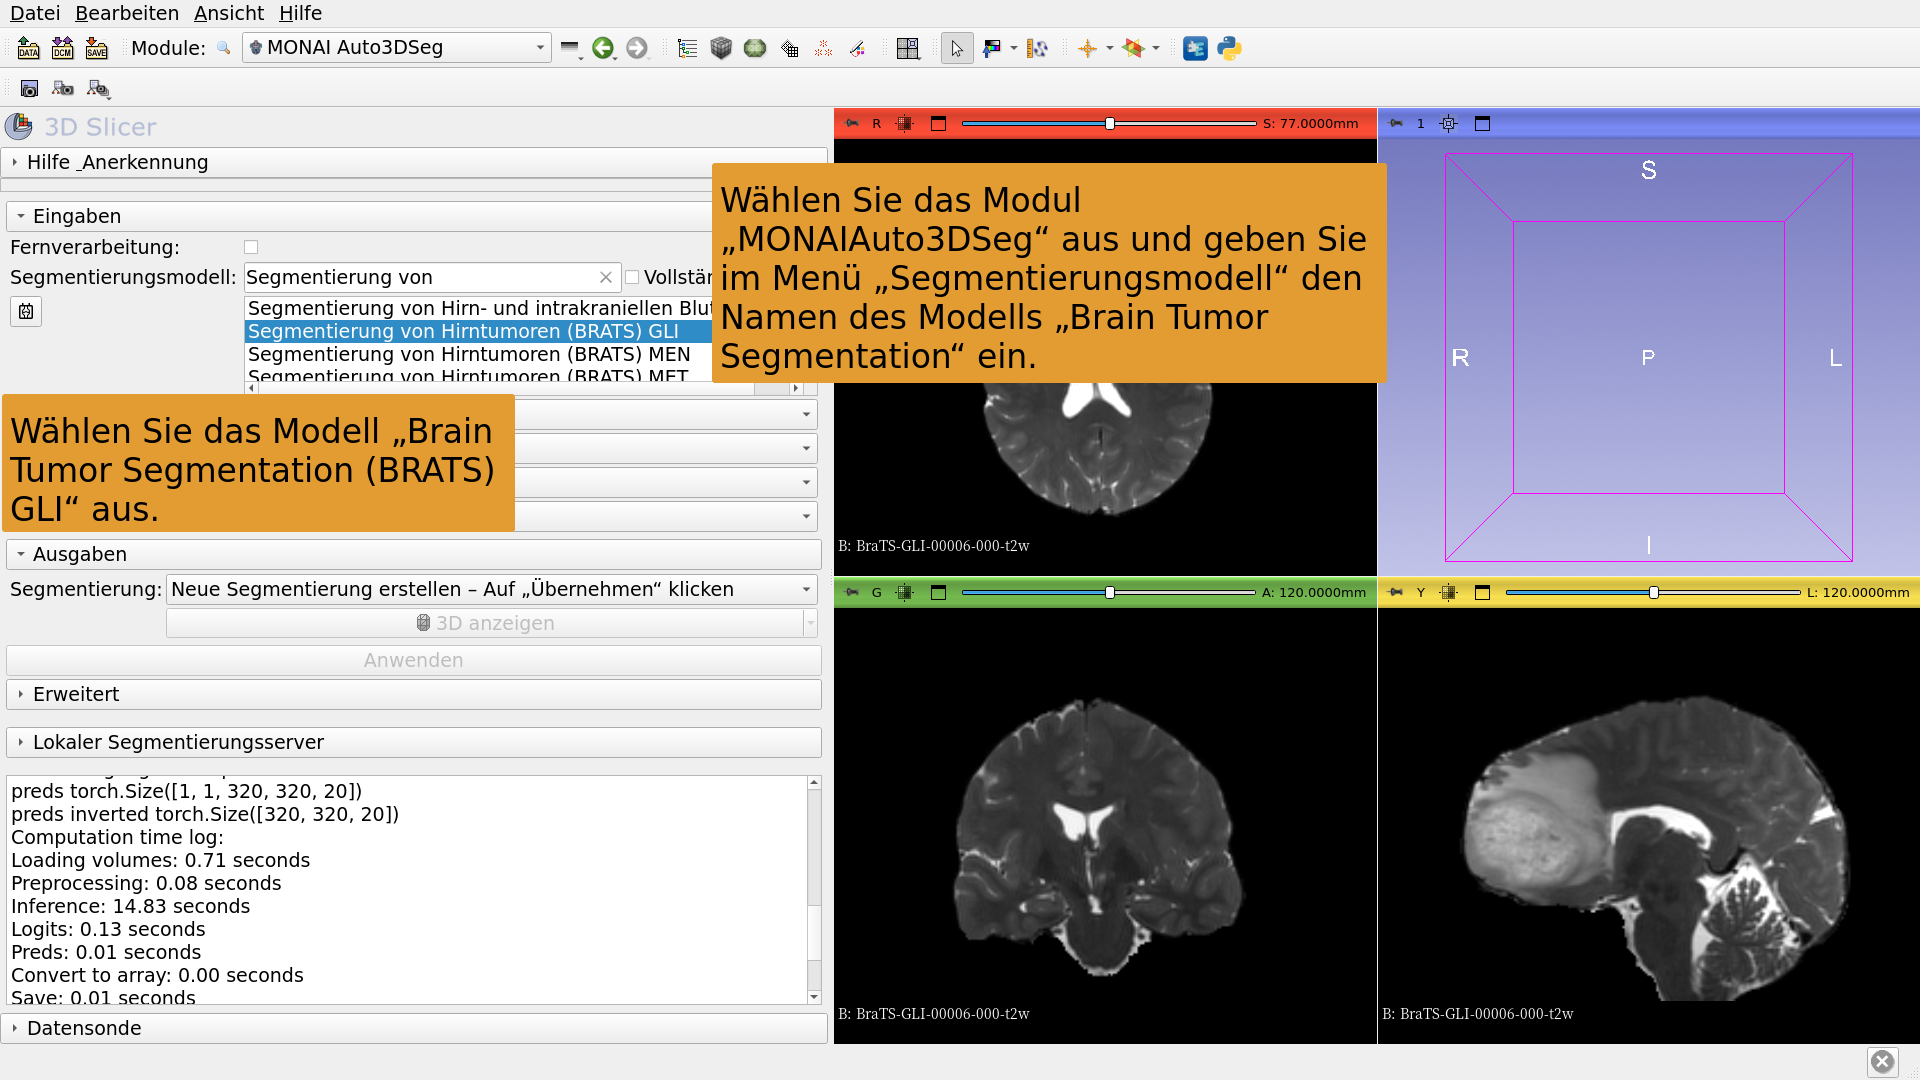 Datei Bearbeiten Ansicht Hilfe
DATA DCM SAVE Module: MONAI Auto3DSeg
3D Slicer
Hilfe _Anerkennung
Eingaben
Fernverarbeitung:
Segmentierungsmodell: Segmentierung von
Segmentierung von Hirn- und intrakraniellen
Segmentierung von Hirntumoren (BRATS) GLI
Segmentierung von Hirntumoren (BRATS) MEN
Segmentierung von Hirntumoren (BRATS) MET
Wählen Sie das Modell „Brain
Tumor Segmentation (BRATS)
GLI“ aus.
Ausgaben
Segmentierung: Neue Segmentierung erstellen – Auf „Übernehmen“ klicken
3D anzeigen
Anwenden
Erweitert
Lokaler Segmentierungsserver
preds torch.Size([1, 1, 320, 320, 20])
preds inverted torch.Size([320, 320, 20])
Computation time log:
Loading volumes: 0.71 seconds
Preprocessing: 0.08 seconds
Inference: 14.83 seconds
Logits: 0.13 seconds
Preds: 0.01 seconds
Convert to array: 0.00 seconds
Save: 0.01 seconds
Datensonde
R S: 77.0000mm
Wählen Sie das Modul
„MONAIAuto3DSeg“ aus und geben Sie
im Menü „Segmentierungsmodell“ den
Namen des Modells „Brain Tumor
Segmentation“ ein.
B: BraTS-GLI-00006-000-t2w
1
S
R P L
I
G A: 120.0000mm
B: BraTS-GLI-00006-000-t2w
Y L: 120.0000mm
B: BraTS-GLI-00006-000-t2w